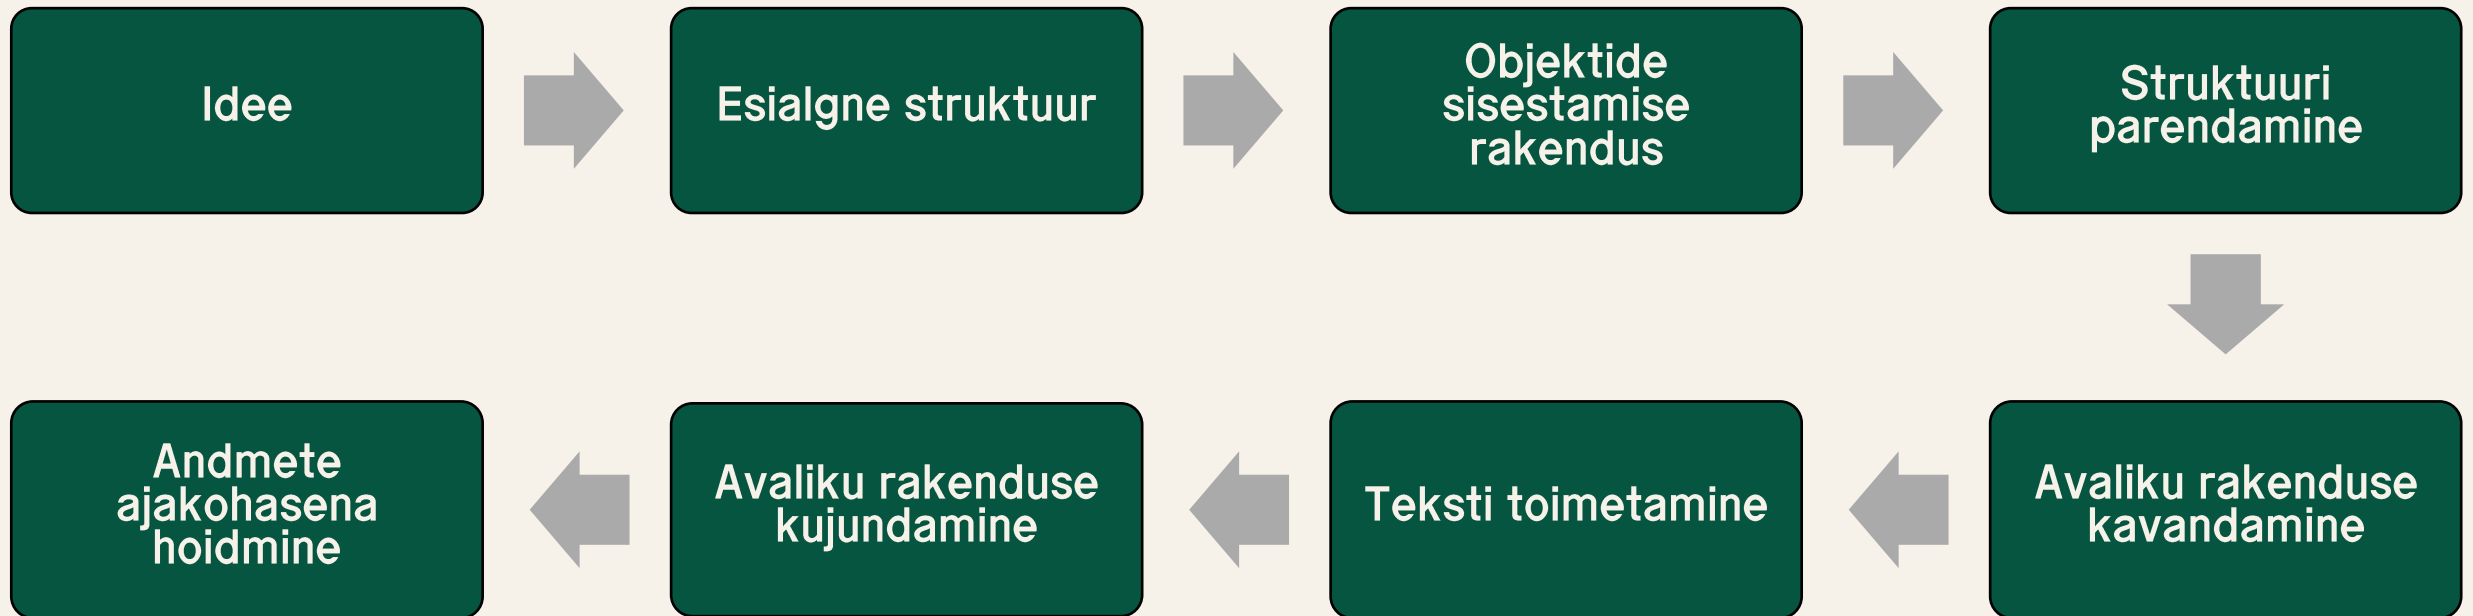 Idee
Esialgne struktuur
Objektide
sisestamise
rakendus
Struktuuri
parendamine
Avaliku rakenduse
kavandamine
Teksti toimetamine
Avaliku rakenduse
kujundamine
Andmete
ajakohasena
hoidmine